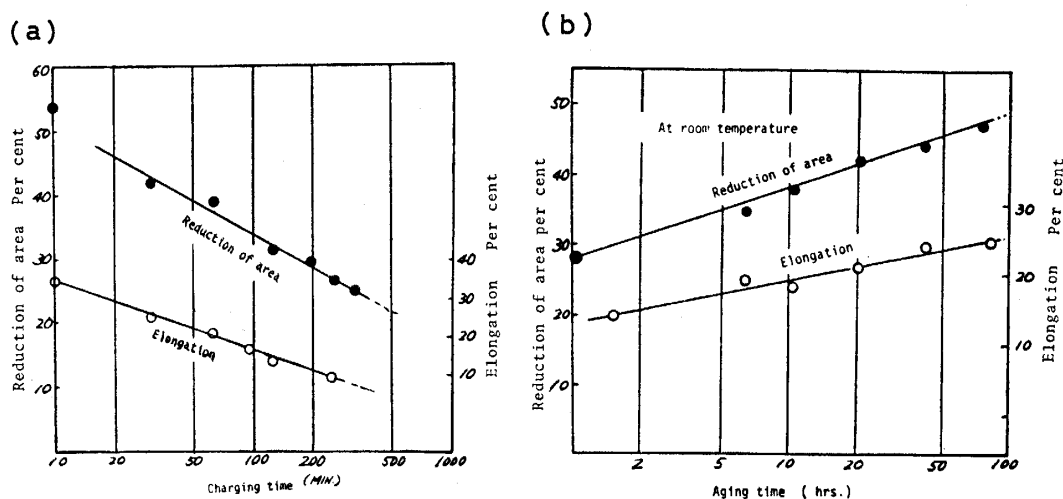 (a)
60
50
40
30
20
10
Reduction of area Per cent
Reduction of area
Elongation
40
30
20
10
Elongation Per cent
10 20 50 100 200 500 1000
Charging time (MIN.)
(b)
50
40
30
20
10
Reduction of area per cent
At room temperature
Reduction of area
Elongation
30
20
10
Elongation Per cent
2 5 10 20 50 100
Aging time ( hrs.)